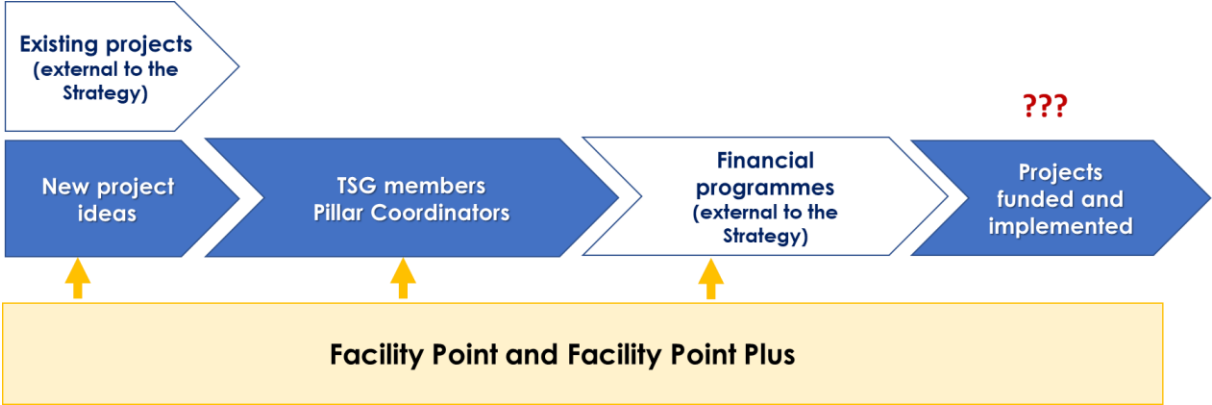 Existing projects
(external to the
Strategy)
???
New project
ideas
TSG members
Pillar Coordinators
Financial
programmes
(external to the
Strategy)
Projects
funded and
implemented
Facility Point and Facility Point Plus